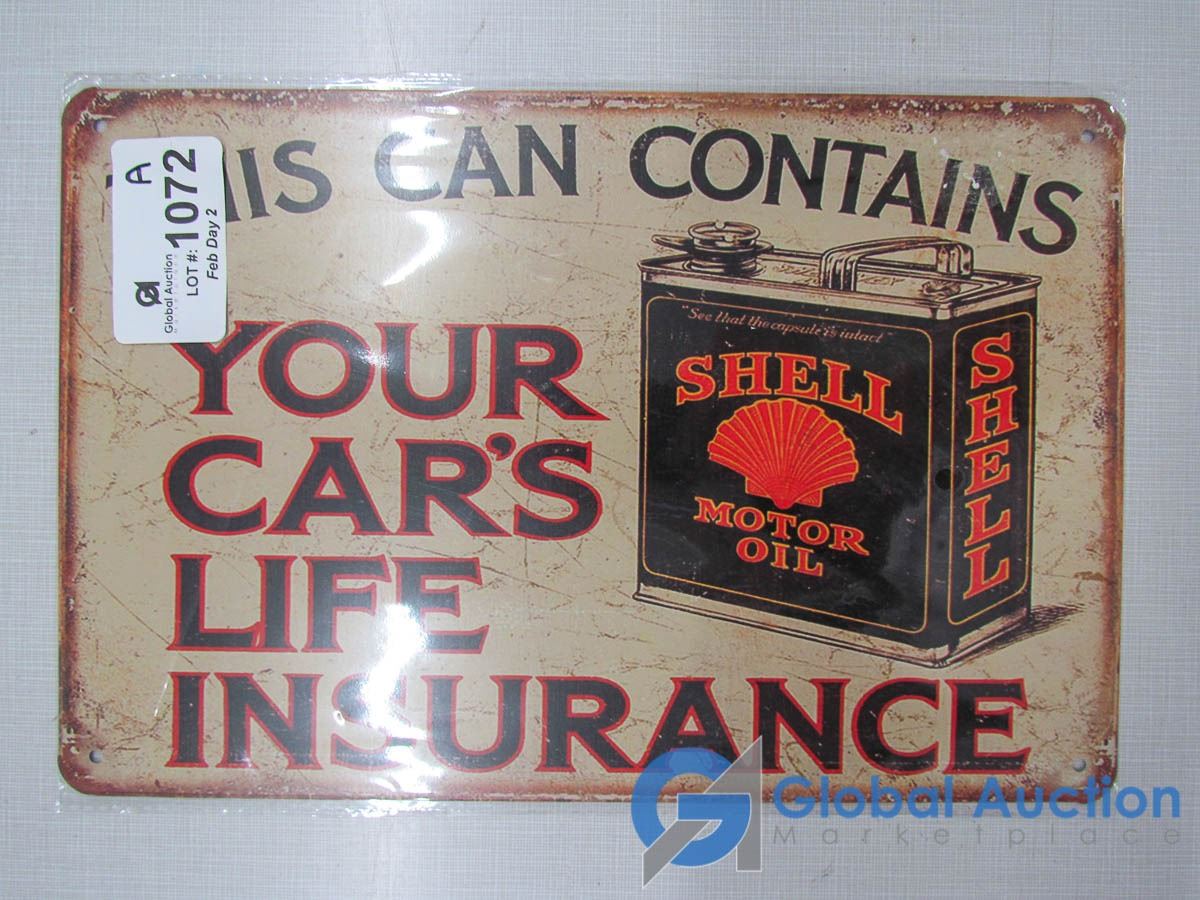 THIS CAN CONTAINS
YOUR
CAR'S
LIFE
INSURANCE
"See that the capsule is intact"
SHELL
MOTOR
OIL
SHELL
A
Global Auction
LOT #: 1072
Feb Day 2
Global Auction
Marketplace